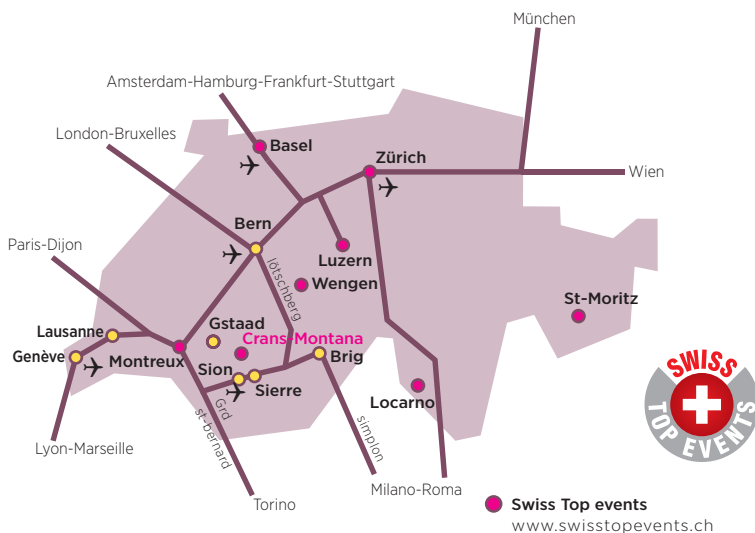 München
Amsterdam-Hamburg-Frankfurt-Stuttgart
London-Bruxelles
Basel
Zürich
Wien
Bern
Paris-Dijon
Luzern
lötschberg
Wengen
St-Moritz
Lausanne
Gstaad
Crans-Montana
Genève
Montreux
Sion
Brig
Sierre
Locarno
Grd
st-bernard
simplon
Lyon-Marseille
Milano-Roma
Torino
SWISS
TOP EVENTS
Swiss Top events
www.swisstopevents.ch